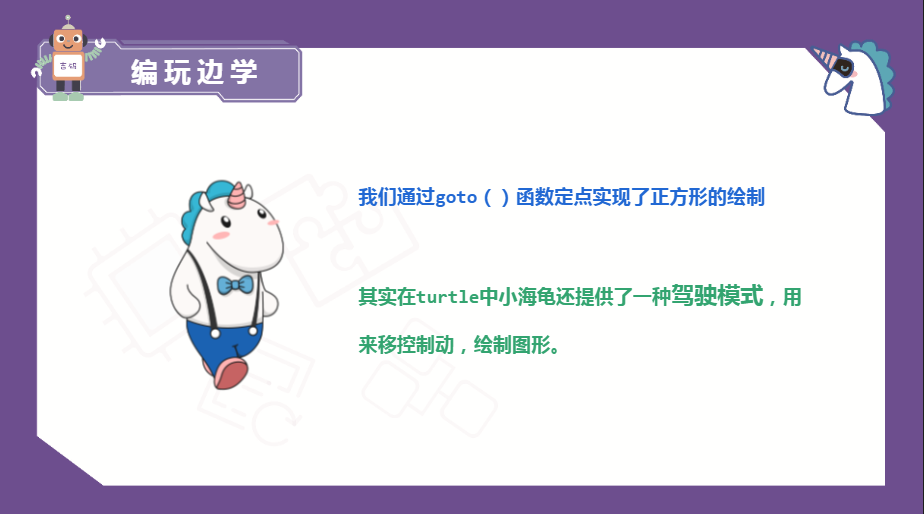 编玩边学
我们通过goto（）函数定点实现了正方形的绘制
其实在turtle中小海龟还提供了一种驾驶模式，用
来移控制动，绘制图形。